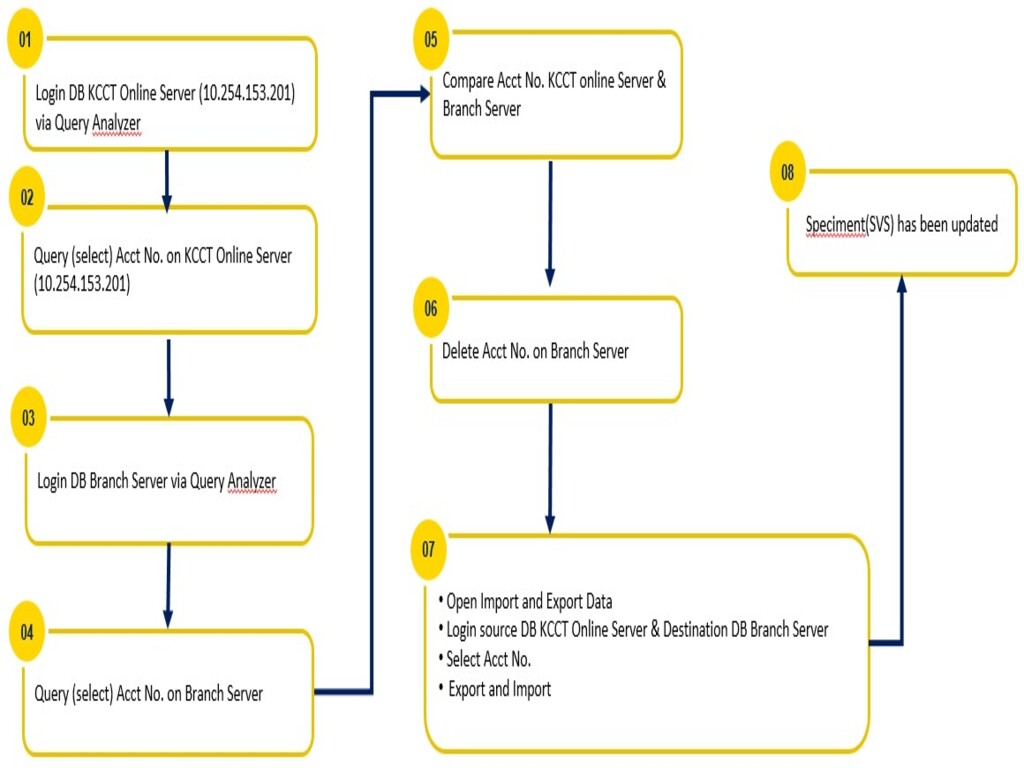 01
Login DB KCCT Online Server (10.254.153.201)
via Query Analyzer
02
Query (select) Acct No. on KCCT Online Server
(10.254.153.201)
03
Login DB Branch Server via Query Analyzer
04
Query (select) Acct No. on Branch Server
05
Compare Acct No. KCCT online Server &
Branch Server
06
Delete Acct No. on Branch Server
07
• Open Import and Export Data
• Login source DB KCCT Online Server & Destination DB Branch Server
• Select Acct No.
• Export and Import
08
Speciment(SVS) has been updated